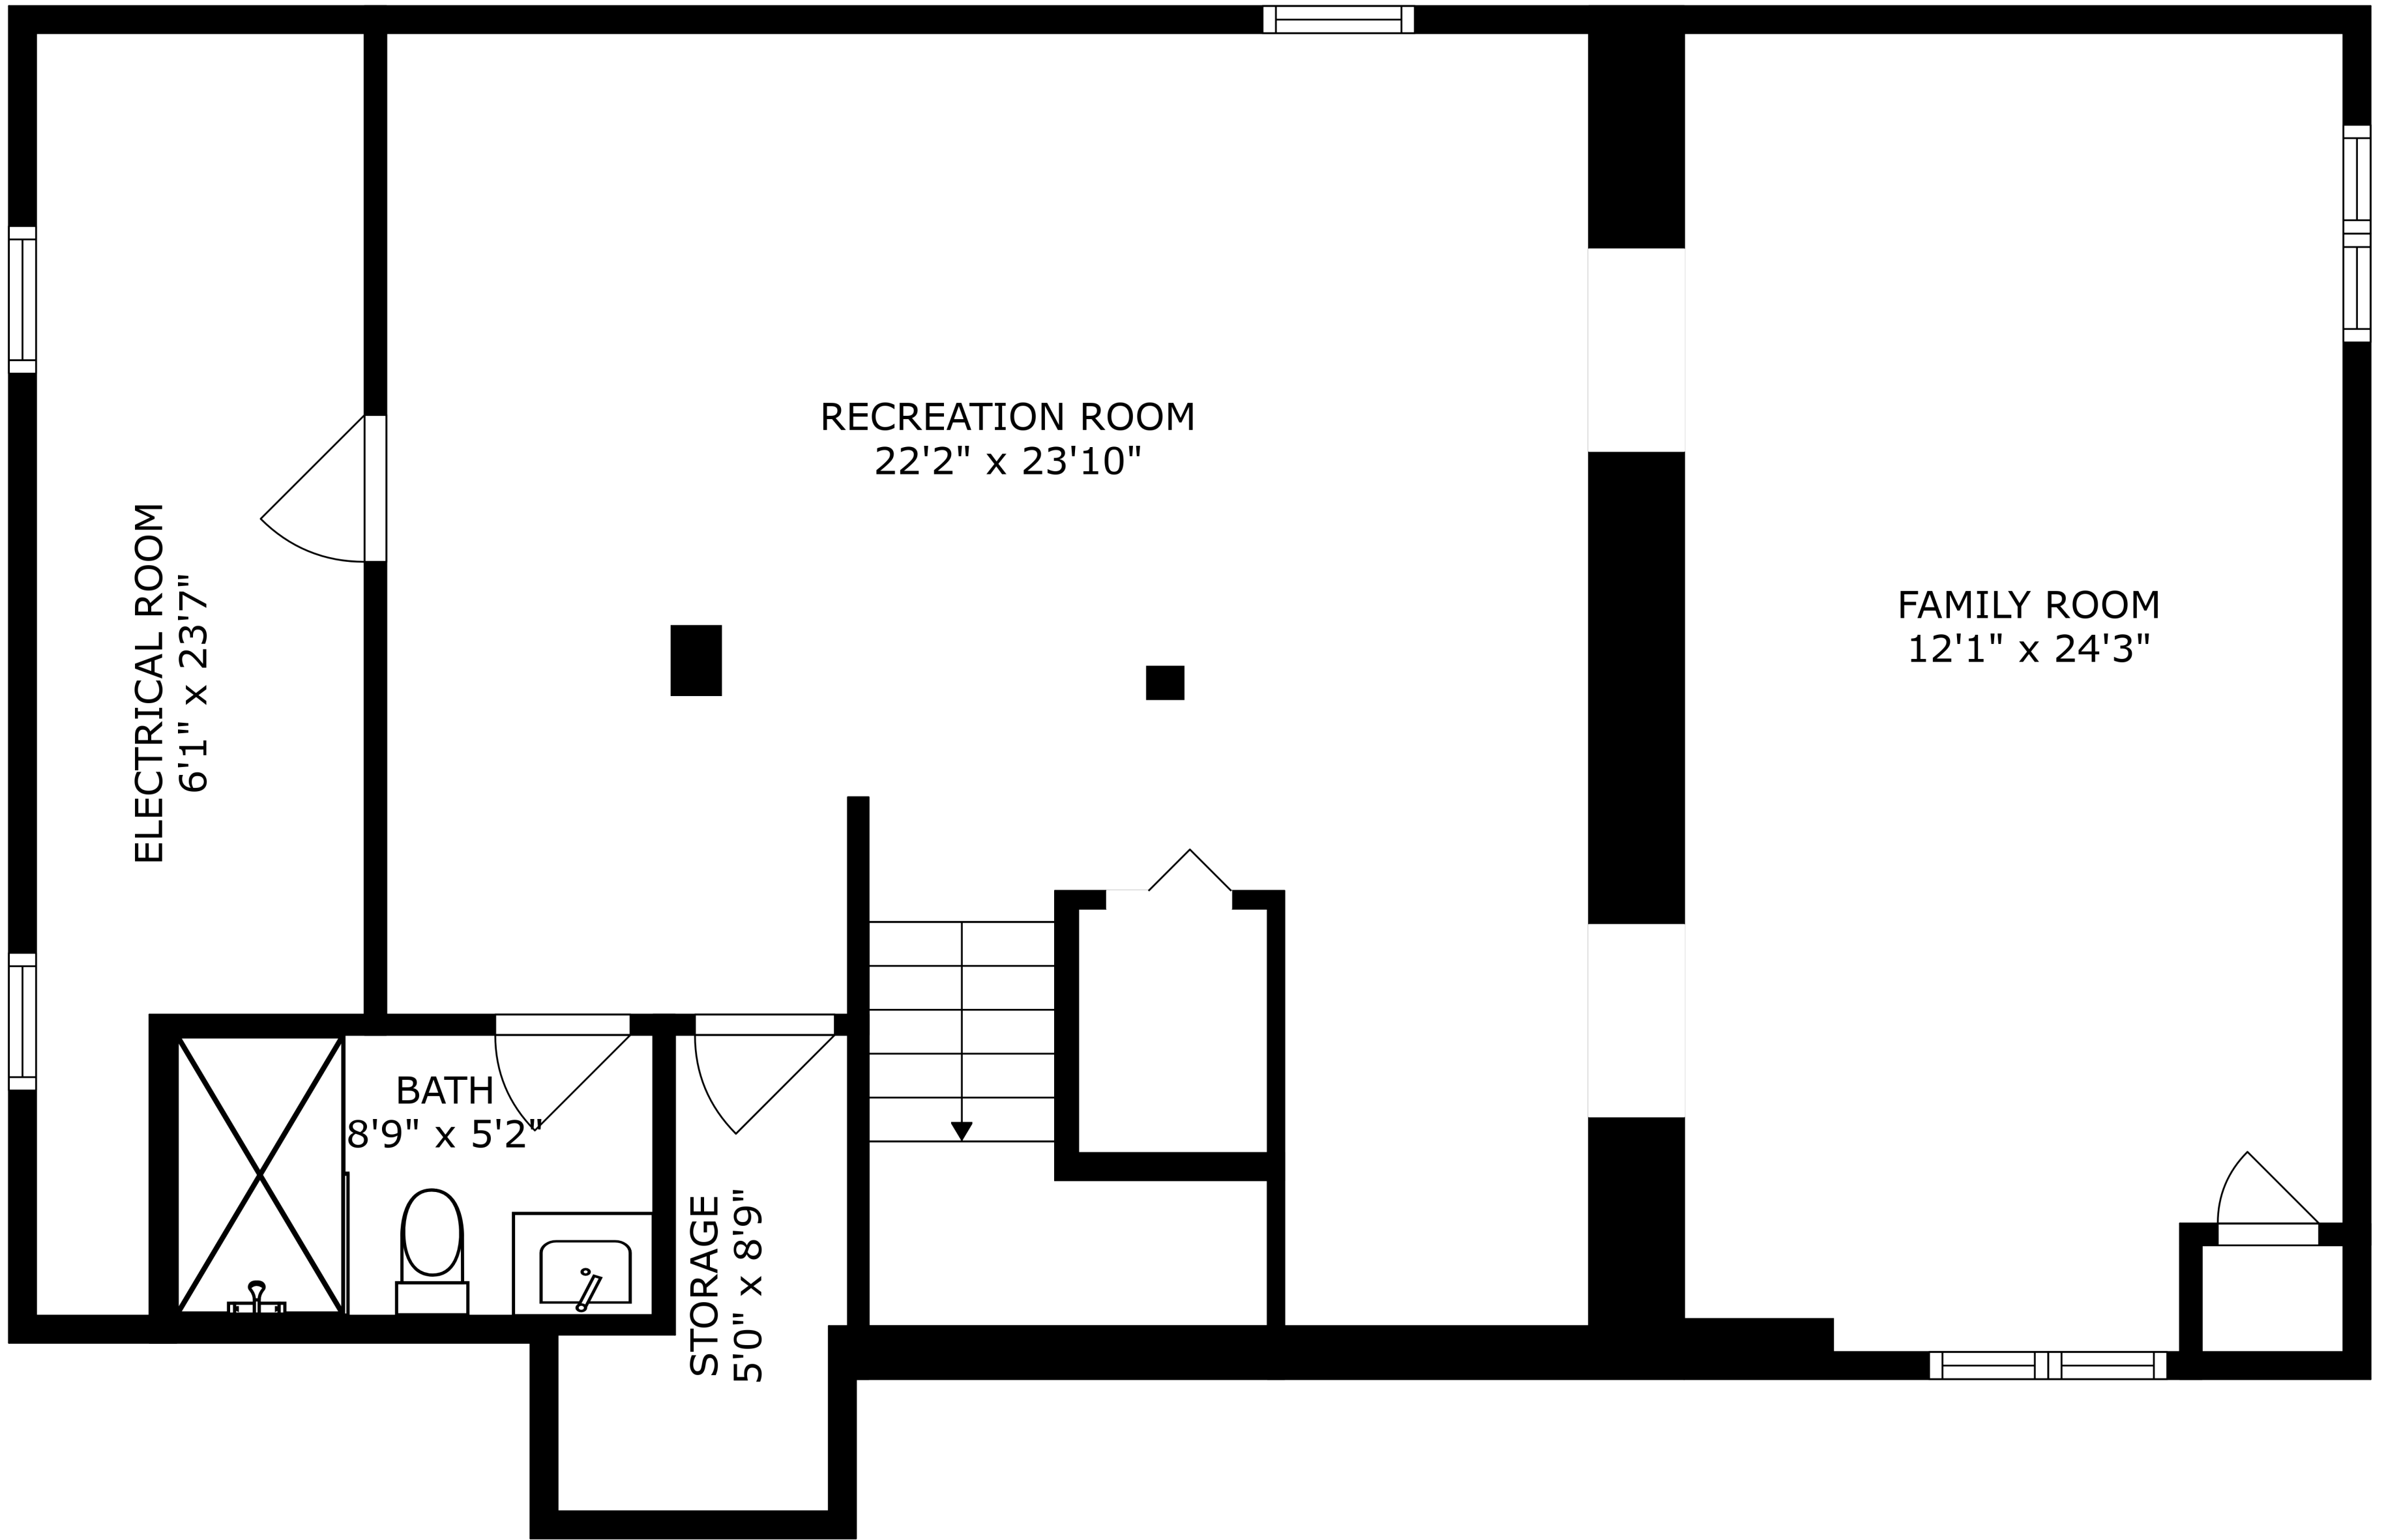 RECREATION ROOM
22'2" x 23'10"
ELECTRICAL ROOM
6'1" x 23'7"
FAMILY ROOM
12'1" x 24'3"
BATH
8'9" x 5'2"
STORAGE
5'0" x 8'9"